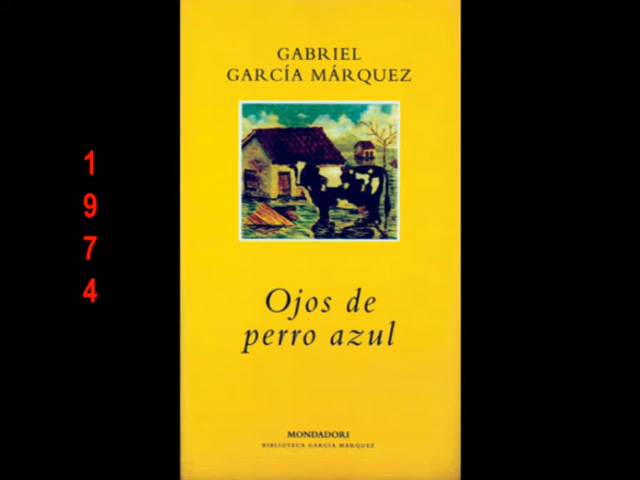 1
9
7
4
GABRIEL
GARCÍA MÁRQUEZ
Ojos de
perro azul
MONDADORI
BIBLIOTECA GARCÍA MÁRQUEZ